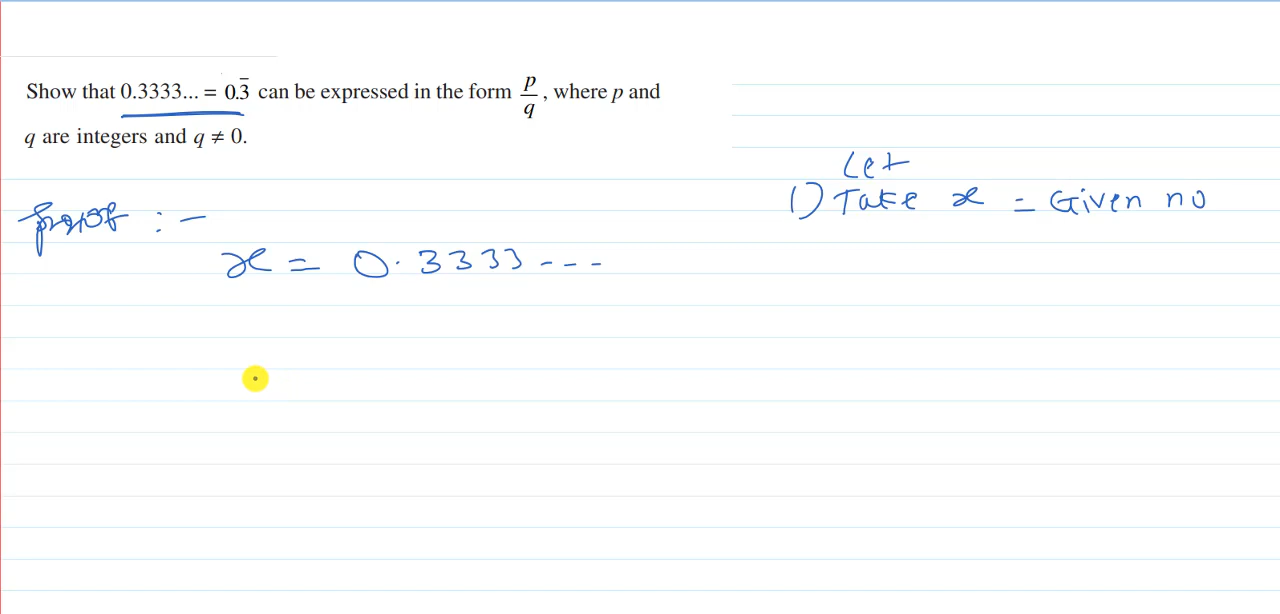 Show that 0.3333... = 0.3̅ can be expressed in the form p/q, where p and
q are integers and q ≠ 0.
Let
1) Take x = Given no
proof :-
x = 0.3333---